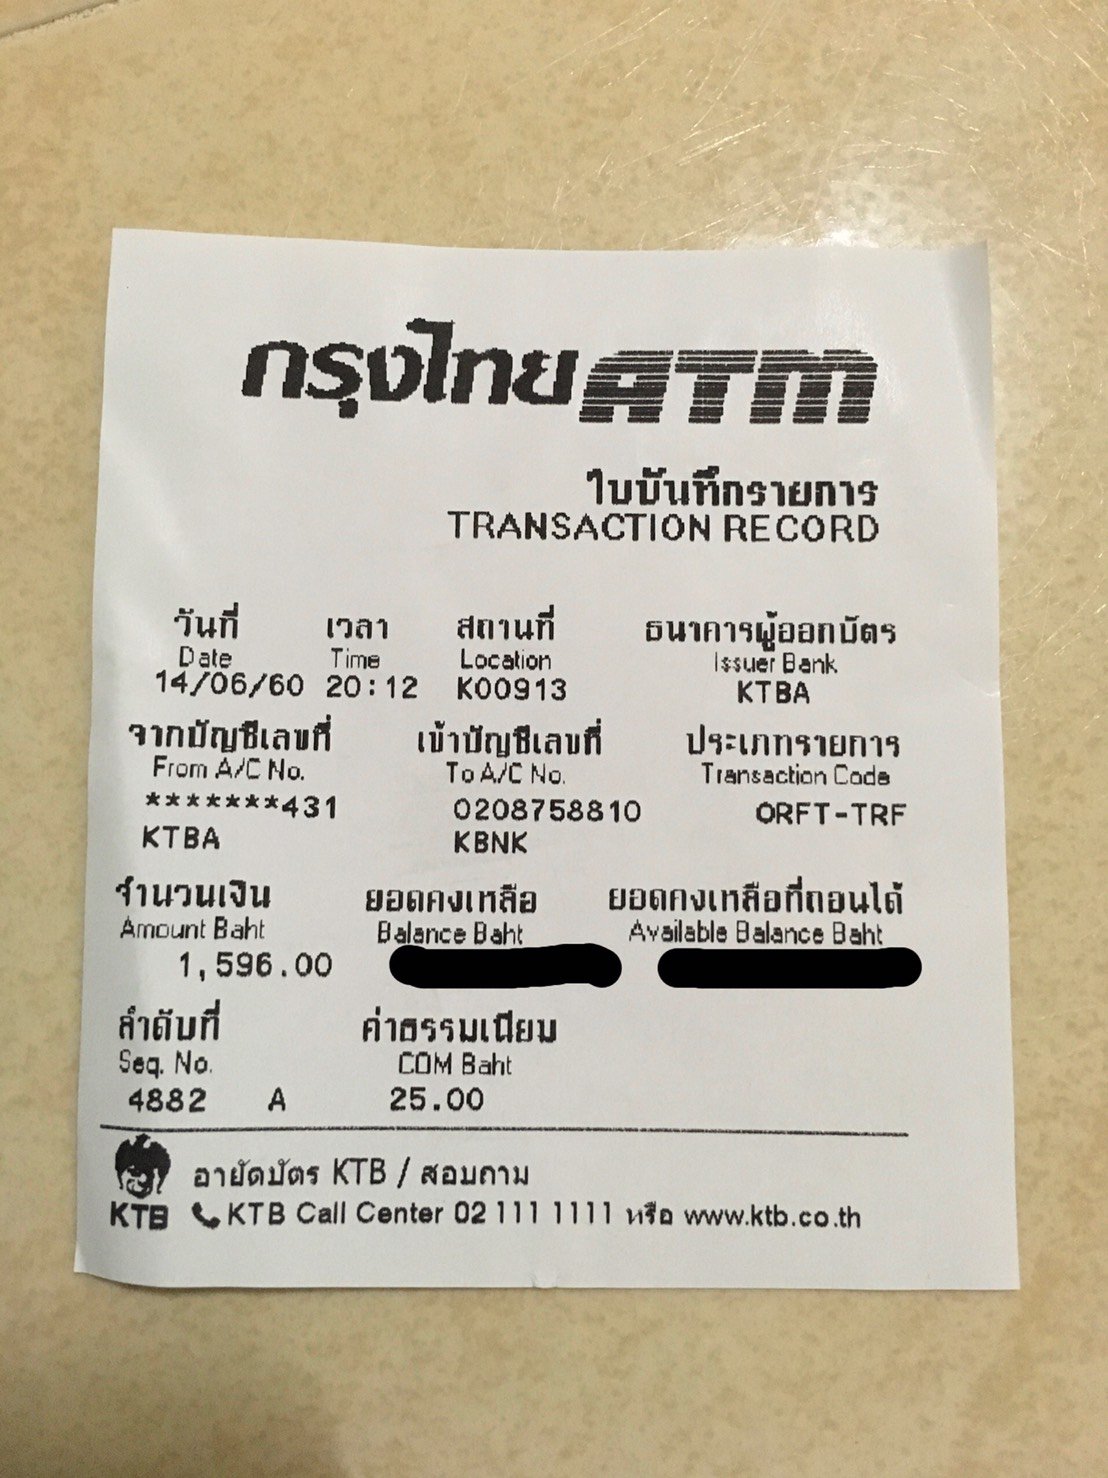 กรุงไทย ATM
ใบบันทึกรายการ
TRANSACTION RECORD
วันที่ เวลา สถานที่ ธนาคารผู้ออกบัตร
Date Time Location Issuer Bank
14/06/60 20:12 K00913 KTBA
จากบัญชีเลขที่ เข้าบัญชีเลขที่ ประเภทรายการ
From A/C No. To A/C No. Transaction Code
*******431 0208758810 ORFT-TRF
KTBA KBNK
จำนวนเงิน ยอดคงเหลือ ยอดคงเหลือที่ถอนได้
Amount Baht Balance Baht Available Balance Baht
1,596.00
ลำดับที่ ค่าธรรมเนียม
Seq. No. COM Baht
4882 A 25.00
อายัดบัตร KTB / สอบถาม
KTB KTB Call Center 02 111 1111 หรือ www.ktb.co.th